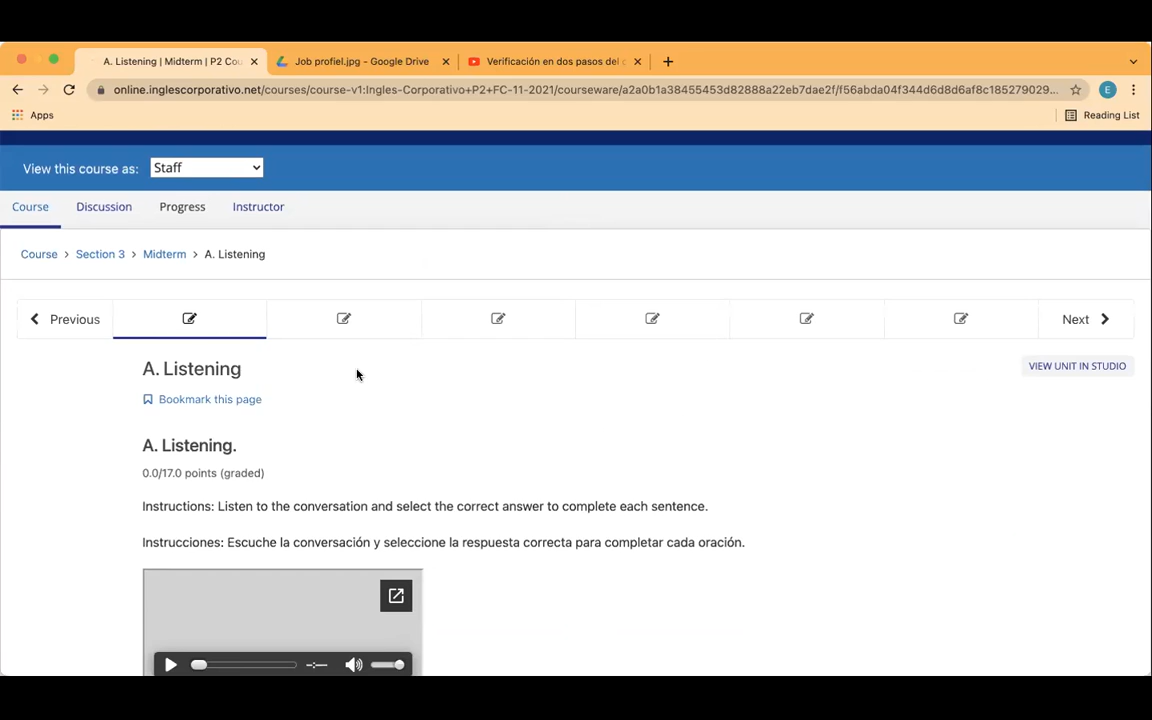 A. Listening | Midterm | P2 Cou
Job profiel.jpg - Google Drive
Verificación en dos pasos del c
online.inglescorporativo.net/courses/course-v1:Ingles-Corporativo+P2+FC-11-2021/courseware/a2a0b1a38455453d82888a22eb7dae2f/f56abda04f344d6d8d6af8c185279029...
E
Apps
Reading List
View this course as:
Staff
Course
Discussion
Progress
Instructor
Course > Section 3 > Midterm > A. Listening
Previous
Next
A. Listening
VIEW UNIT IN STUDIO
Bookmark this page
A. Listening.
0.0/17.0 points (graded)
Instructions: Listen to the conversation and select the correct answer to complete each sentence.
Instrucciones: Escuche la conversación y seleccione la respuesta correcta para completar cada oración.
-:--